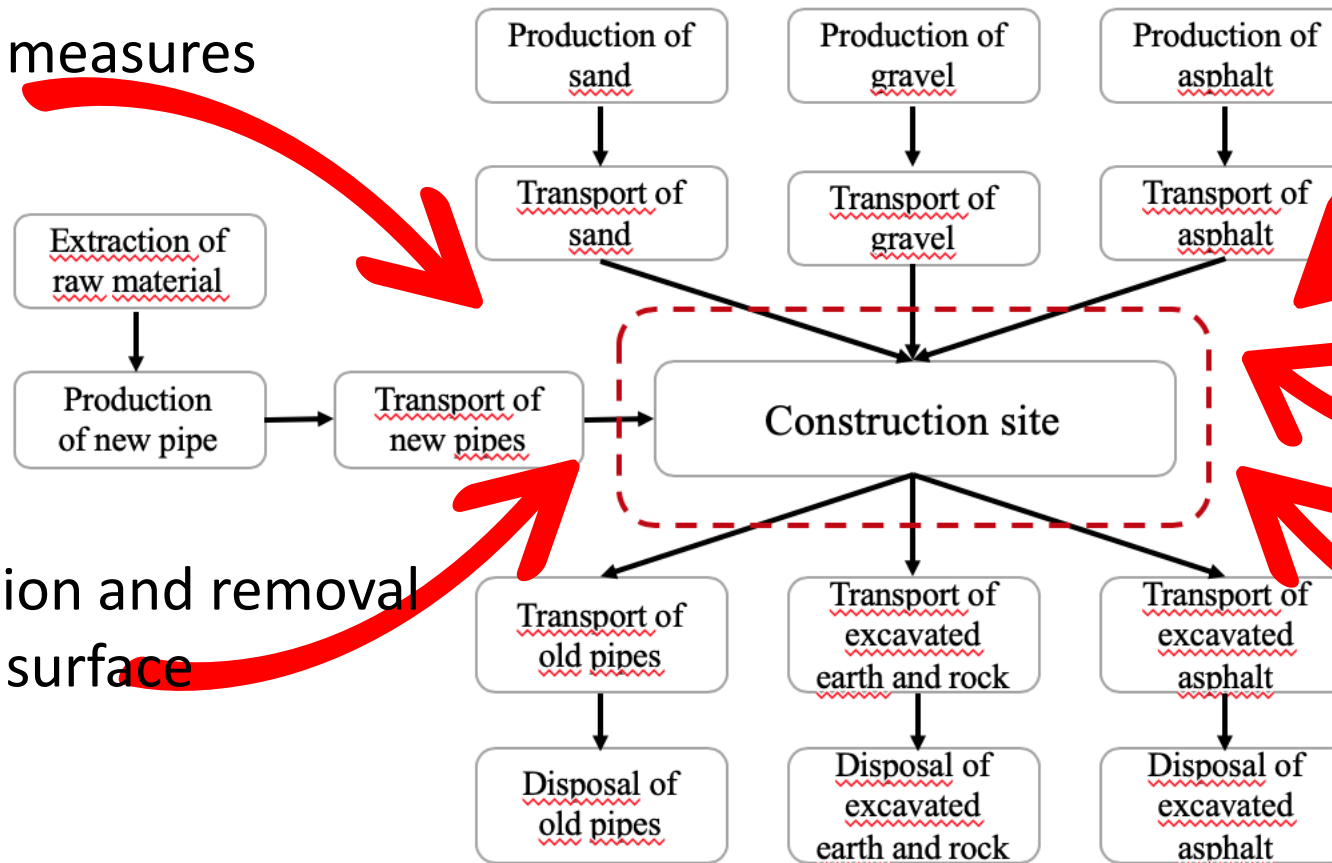 measures
Production of
sand
Production of
gravel
Production of
asphalt
Transport of
sand
Transport of
gravel
Transport of
asphalt
Extraction of
raw material
Production
of new pipe
Transport of
new pipes
Construction site
ion and removal
surface
Transport of
old pipes
Transport of
excavated
earth and rock
Transport of
excavated
asphalt
Disposal of
old pipes
Disposal of
excavated
earth and rock
Disposal of
excavated
asphalt